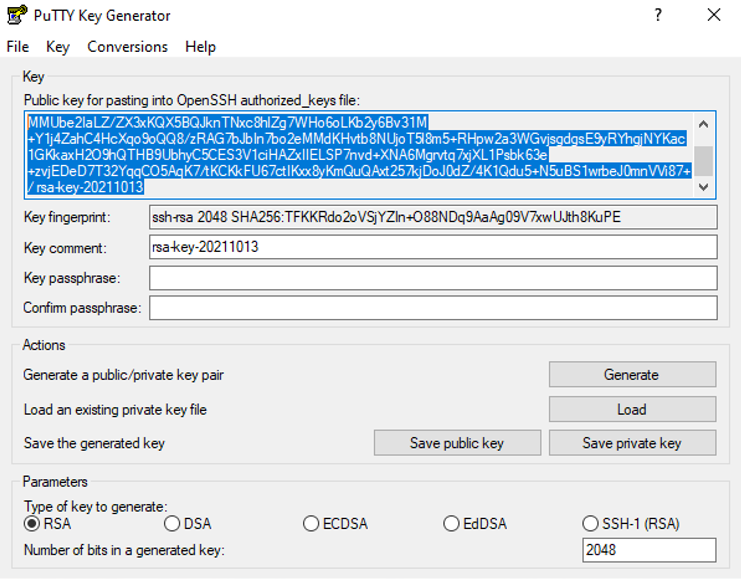 PuTTY Key Generator
File Key Conversions Help
Key
Public key for pasting into OpenSSH authorized_keys file:
MMUbe2laLZ/ZX3xKQX5BQJknTNxc8hlZg7WHo6oLKb2y6Bv31M
+Y1j4ZahC4HcXqo9oQQ8/zRAG7bJbln7bo2eMMdKHvtb8NUjoT5I8m5+RHpw2a3WGvjsgdgsE9yRYhgjNYKac
1GKkaxH2O9hQTHB9UbhyC5CES3V1ciHAZxIIELSP7nvd+XNA6Mgrvtq7xjXL1Psbk63e
+zvjEDeD7T32YqqCO5AqK7/tKCKkFU67ctIKxx8yKmQuQAxt257kjDoJ0dZ/4K1Qdu5+N5uBS1wrbeJ0mnVVi87+
/ rsa-key-20211013
Key fingerprint: ssh-rsa 2048 SHA256:TFKKRdo2oVSjYZIn+O88NDq9AaAg09V7xwUJth8KuPE
Key comment: rsa-key-20211013
Key passphrase:
Confirm passphrase:
Actions
Generate a public/private key pair Generate
Load an existing private key file Load
Save the generated key Save public key Save private key
Parameters
Type of key to generate:
RSA DSA ECDSA EdDSA SSH-1 (RSA)
Number of bits in a generated key: 2048